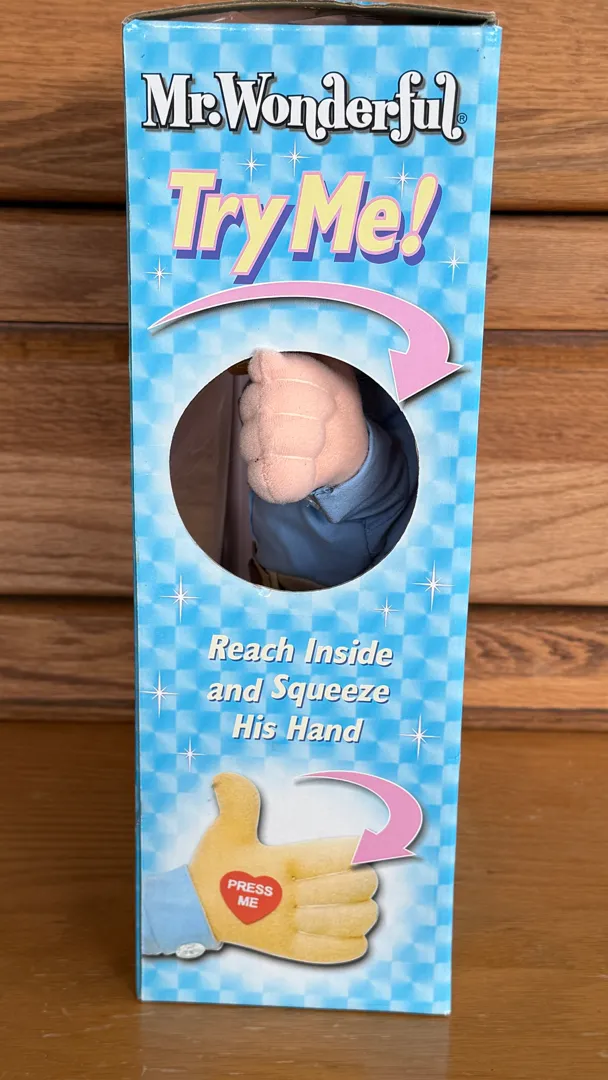 Mr.Wonderful®
Try Me!
Reach Inside
and Squeeze
His Hand
PRESS
ME